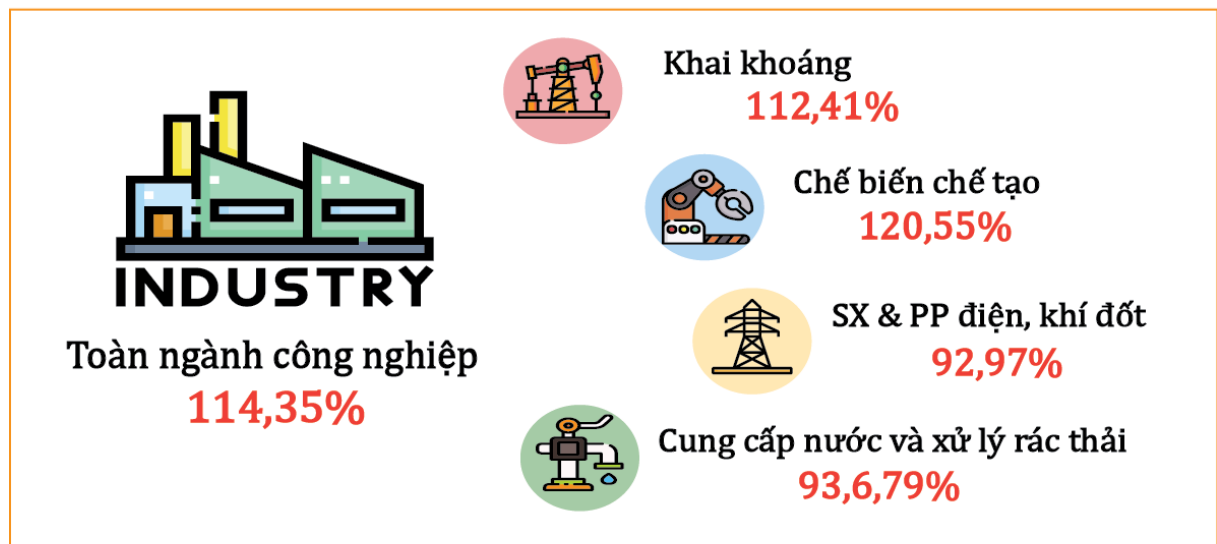 INDUSTRY
Toàn ngành công nghiệp
114,35%
Khai khoáng
112,41%
Chế biến chế tạo
120,55%
SX & PP điện, khí đốt
92,97%
Cung cấp nước và xử lý rác thải
93,6,79%